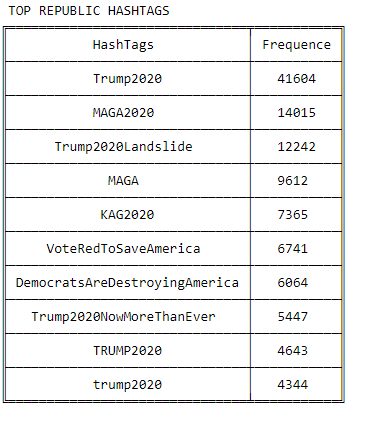 TOP REPUBLIC HASHTAGS
HashTags Frequence
Trump2020 41604
MAGA2020 14015
Trump2020Landslide 12242
MAGA 9612
KAG2020 7365
VoteRedToSaveAmerica 6741
DemocratsAreDestroyingAmerica 6064
Trump2020NowMoreThanEver 5447
TRUMP2020 4643
trump2020 4344